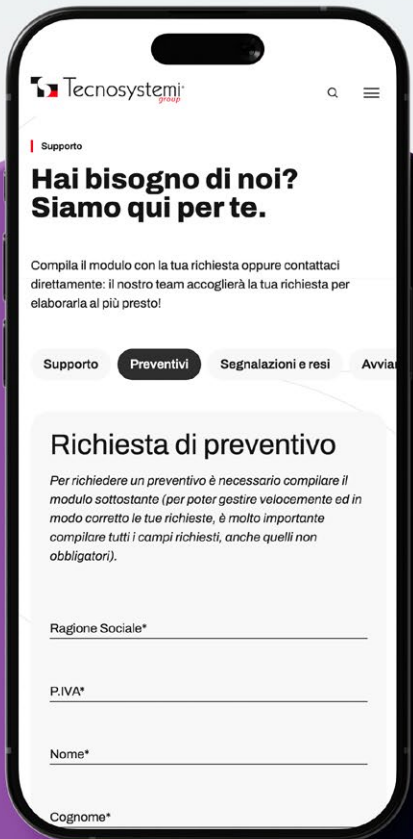 Tecnosystemi
group
Supporto
Hai bisogno di noi?
Siamo qui per te.
Compila il modulo con la tua richiesta oppure contattaci
direttamente: il nostro team accoglierà la tua richiesta per
elaborarla al più presto!
Supporto Preventivi Segnalazioni e resi Avviar
Richiesta di preventivo
Per richiedere un preventivo è necessario compilare il
modulo sottostante (per poter gestire velocemente ed in
modo corretto le tue richieste, è molto importante
compilare tutti i campi richiesti, anche quelli non
obbligatori).
Ragione Sociale*
P.IVA*
Nome*
Cognome*